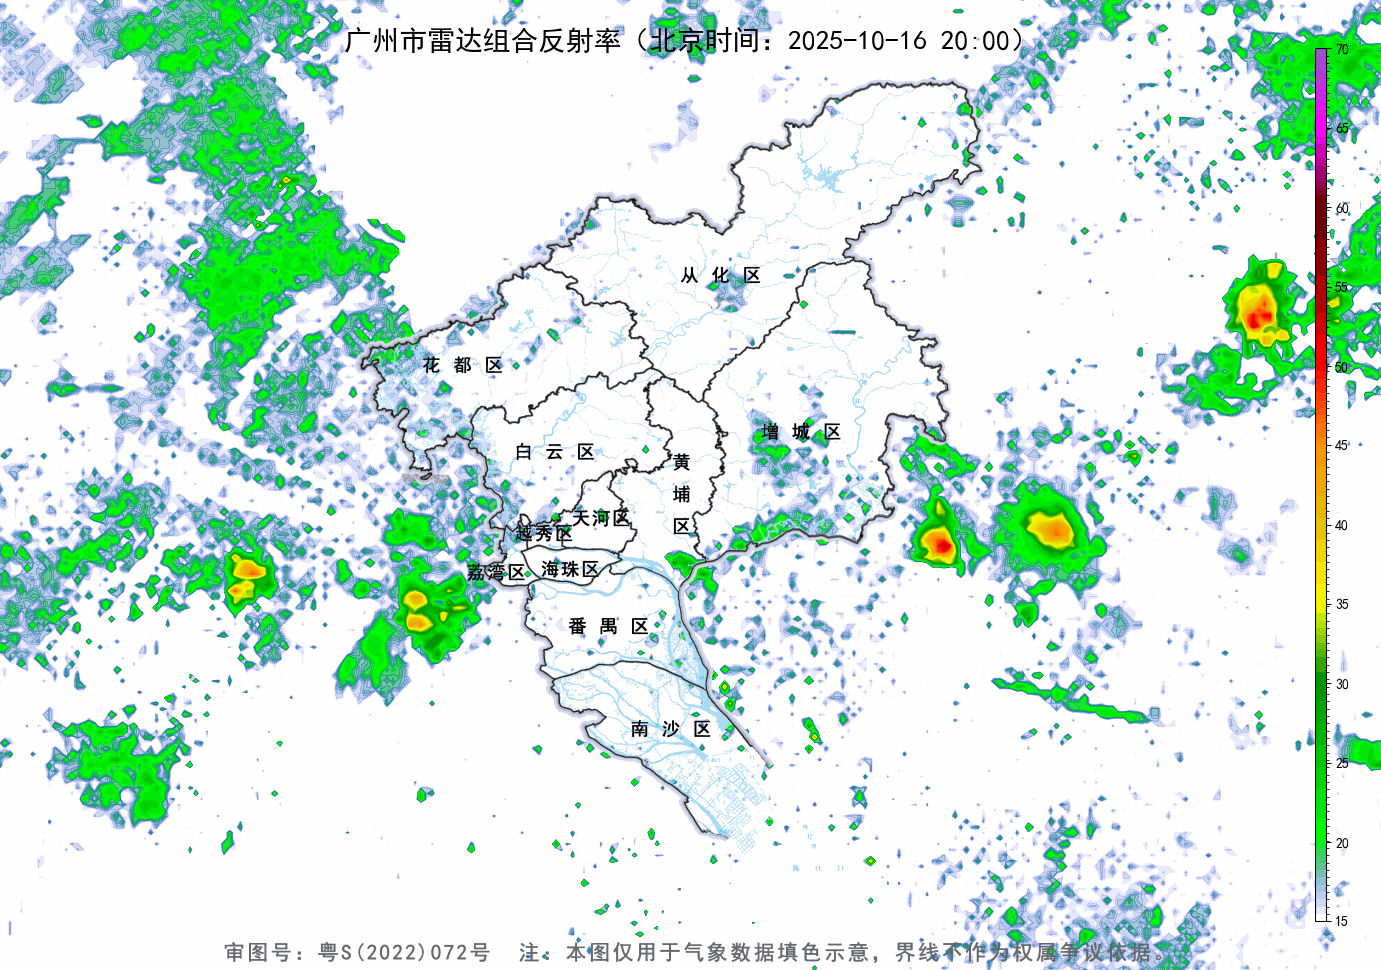 广州市雷达组合反射率（北京时间：2025-10-16 20:00）
70
65
60
55
50
45
40
35
30
25
20
15
从化区
花都区
增城区
白云区
黄埔区
天河区
越秀区
荔湾区
海珠区
番禺区
南沙区
审图号：粤S(2022)072号 注：本图仅用于气象数据填色示意，界线不作为权属争议依据。